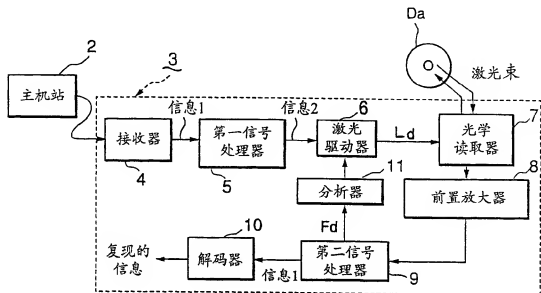 Da
2
主机站
3
激光束
信息1
信息2
6
接收器
第一信号
处理器
激光
驱动器
Ld
光学
读取器
7
4
5
11
8
分析器
前置放大器
10
Fd
复现的
信息
解码器
信息1
第二信号
处理器
9